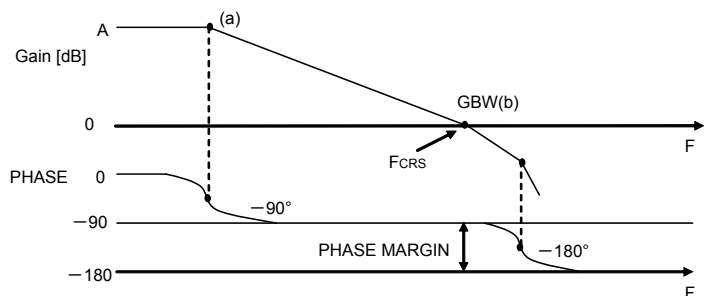 (a)
A
Gain [dB]
GBW(b)
0
FCRS
F
PHASE
0
−90°
−90
PHASE MARGIN
−180°
−180
F